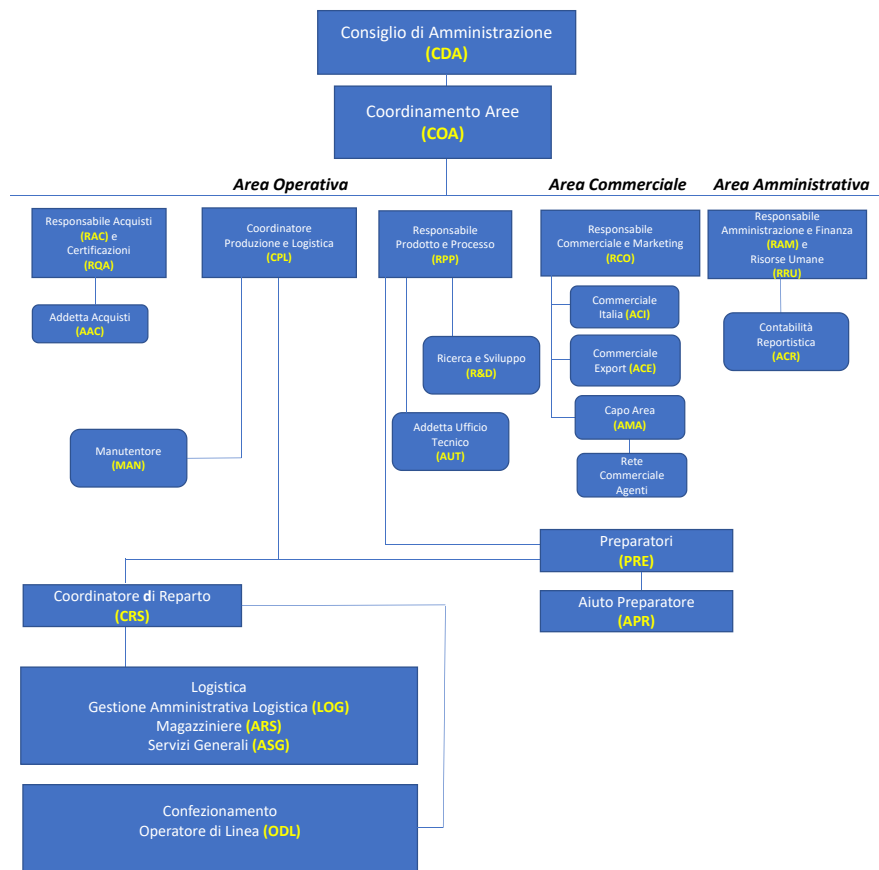 Consiglio di Amministrazione
(CDA)
Coordinamento Aree
(COA)
Area Operativa
Area Commerciale
Area Amministrativa
Responsabile Acquisti
(RAC) e
Certificazioni
(RQA)
Coordinatore
Produzione e Logistica
(CPL)
Responsabile
Prodotto e Processo
(RPP)
Responsabile
Commerciale e Marketing
(RCO)
Responsabile
Amministrazione e Finanza
(RAM) e
Risorse Umane
(RRU)
Addetta Acquisti
(AAC)
Commerciale
Italia (ACI)
Contabilità
Reportistica
(ACR)
Ricerca e Sviluppo
(R&D)
Commerciale
Export (ACE)
Capo Area
(AMA)
Addetta Ufficio
Tecnico
(AUT)
Manutentore
(MAN)
Rete
Commerciale
Agenti
Preparatori
(PRE)
Coordinatore di Reparto
(CRS)
Aiuto Preparatore
(APR)
Logistica
Gestione Amministrativa Logistica (LOG)
Magazziniere (ARS)
Servizi Generali (ASG)
Confezionamento
Operatore di Linea (ODL)